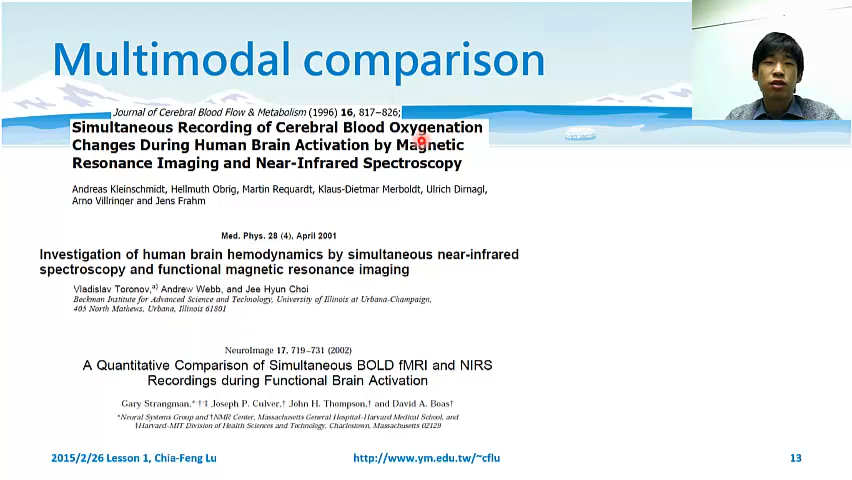 Multimodal comparison
Journal of Cerebral Blood Flow & Metabolism (1996) 16, 817–826;
Simultaneous Recording of Cerebral Blood Oxygenation
Changes During Human Brain Activation by Magnetic
Resonance Imaging and Near-Infrared Spectroscopy
Andreas Kleinschmidt, Hellmuth Obrig, Martin Requardt, Klaus-Dietmar Merboldt, Ulrich Dirnagl,
Arno Villringer and Jens Frahm
Med. Phys. 28 (4), April 2001
Investigation of human brain hemodynamics by simultaneous near-infrared
spectroscopy and functional magnetic resonance imaging
Vladislav Toronov,a) Andrew Webb, and Jee Hyun Choi
Beckman Institute for Advanced Science and Technology, University of Illinois at Urbana-Champaign,
405 North Mathews, Urbana, Illinois 61801
NeuroImage 17, 719–731 (2002)
A Quantitative Comparison of Simultaneous BOLD fMRI and NIRS
Recordings during Functional Brain Activation
Gary Strangman,*,†,‡ Joseph P. Culver,† John H. Thompson,† and David A. Boas†
*Neural Systems Group and †NMR Center, Massachusetts General Hospital-Harvard Medical School, and
‡Harvard-MIT Division of Health Sciences and Technology, Charlestown, Massachusetts 02129
2015/2/26 Lesson 1, Chia-Feng Lu
http://www.ym.edu.tw/~cflu
13